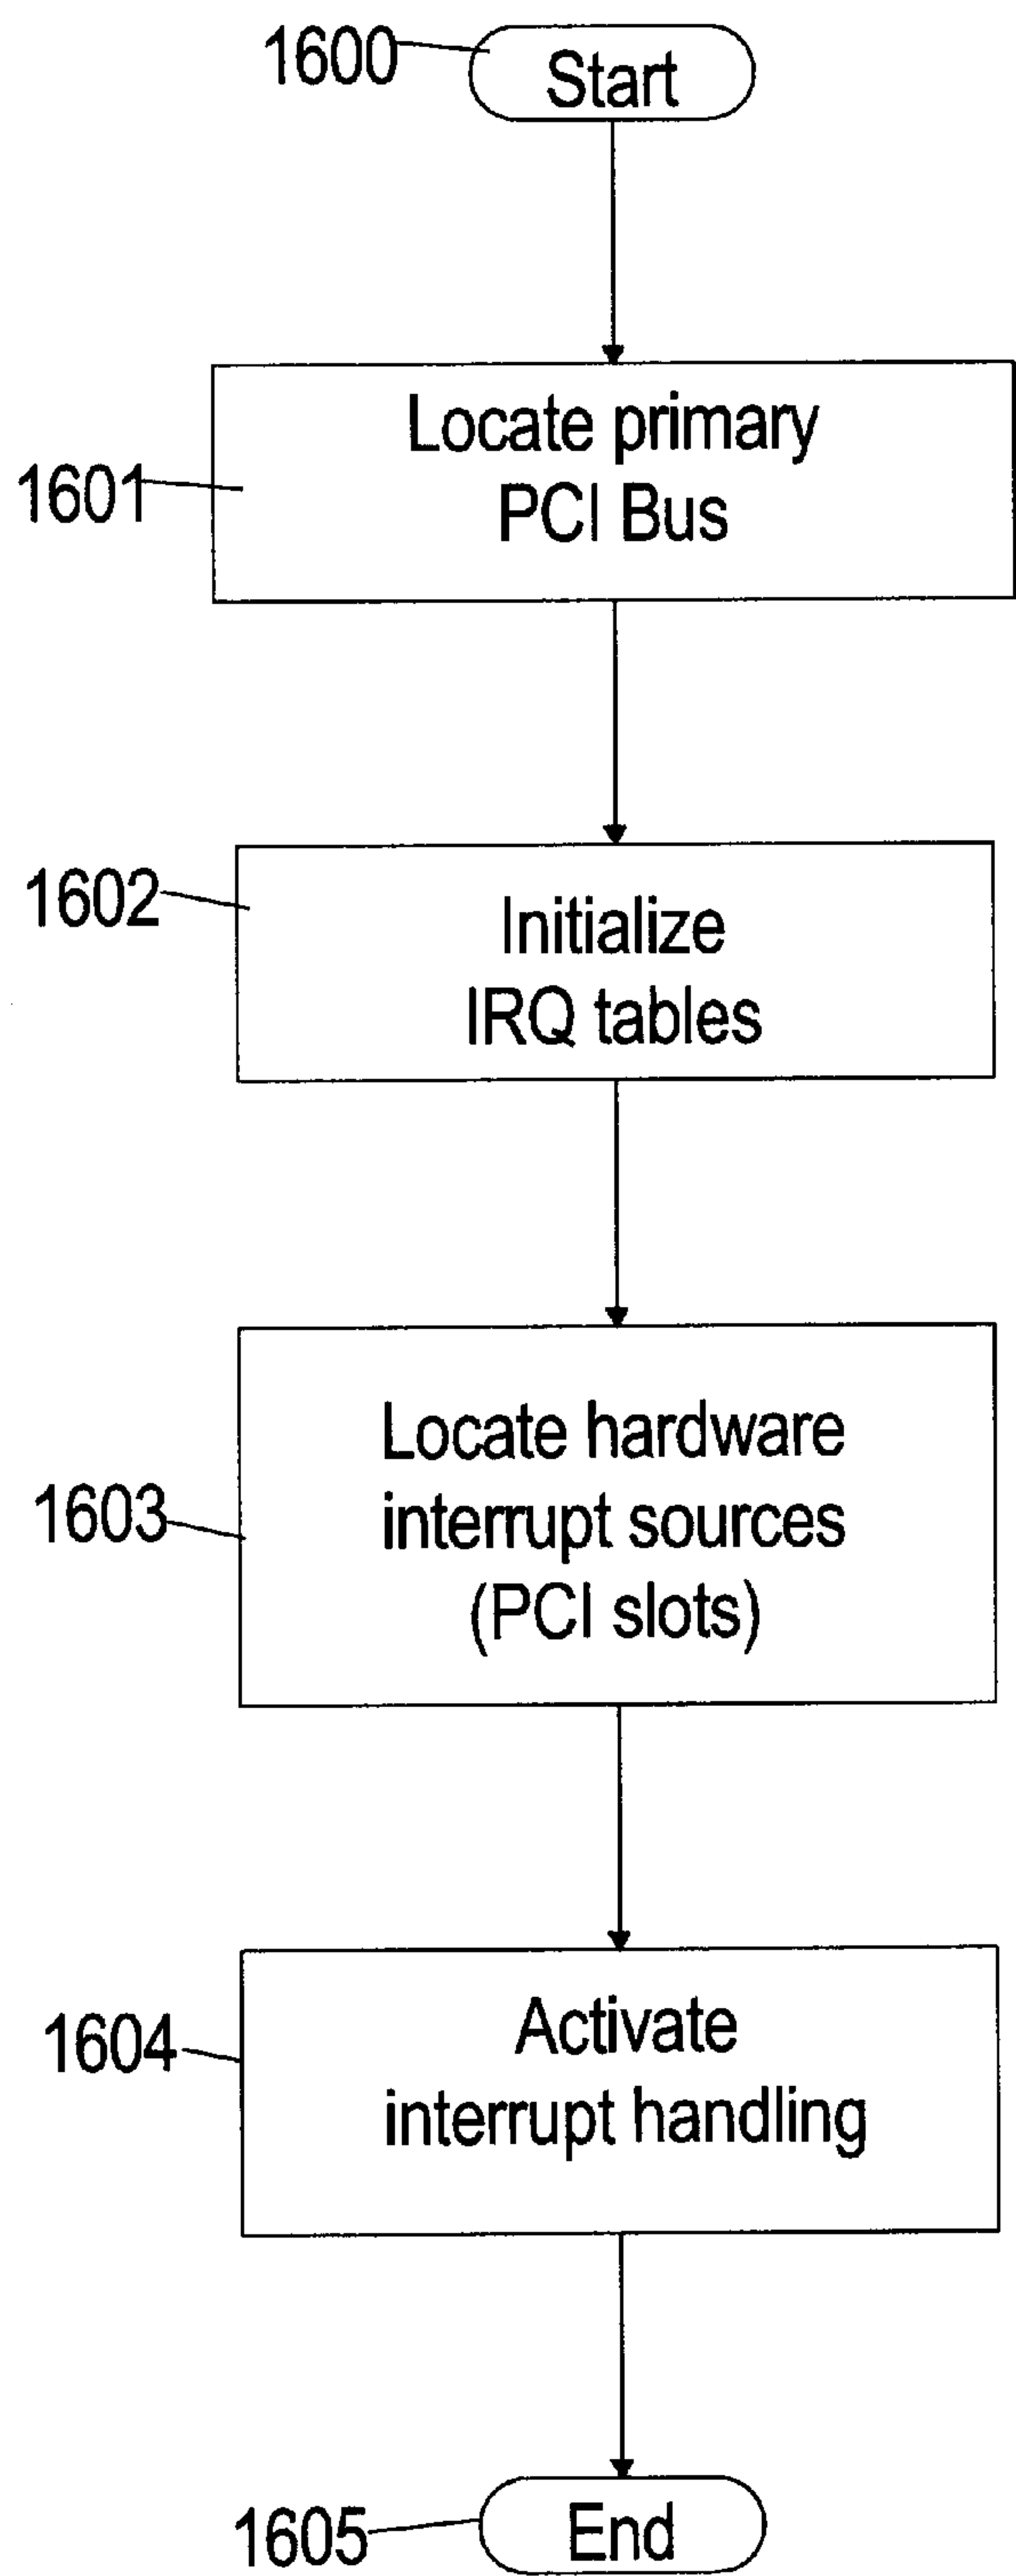 1600
Start
1601
Locate primary
PCI Bus
1602
Initialize
IRQ tables
1603
Locate hardware
interrupt sources
(PCI slots)
1604
Activate
interrupt handling
1605
End